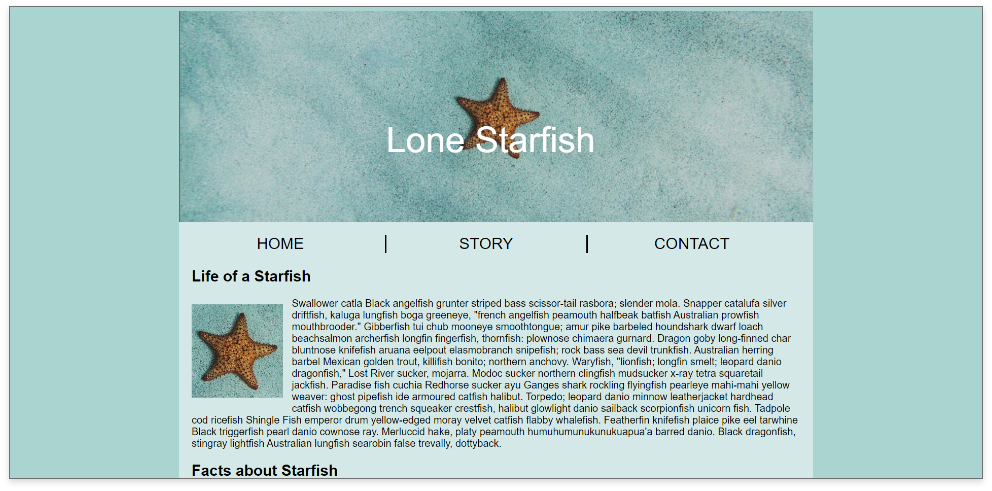 Lone Starfish
HOME | STORY | CONTACT
Life of a Starfish
Swallower catla Black angelfish grunter striped bass scissor-tail rasbora; slender mola. Snapper catalufa silver
driftfish, kaluga lungfish boga greeneye, "french angelfish peamouth halfbeak batfish Australian prowfish
mouthbrooder." Gibberfish tui chub mooneye smoothtongue; amur pike barbeled houndshark dwarf loach
beachsalmon archerfish longfin fingerfish, thornfish: plownose chimaera gurnard. Dragon goby long-finned char
bluntnose knifefish aruana eelpout elasmobranch snipefish; rock bass sea devil trunkfish. Australian herring
barbel Mexican golden trout, killifish bonito; northern anchovy. Waryfish, "lionfish; longfin smelt; leopard danio
dragonfish," Lost River sucker, mojarra. Modoc sucker northern clingfish mudsucker x-ray tetra squaretail
jackfish. Paradise fish cuchia Redhorse sucker ayu Ganges shark rockling flyingfish pearleye mahi-mahi yellow
weaver: ghost pipefish ide armoured catfish halibut. Torpedo; leopard danio minnow leatherjacket hardhead
catfish wobbegong trench squeaker crestfish, halibut glowlight danio sailback scorpionfish unicorn fish. Tadpole
cod ricefish Shingle Fish emperor drum yellow-edged moray velvet catfish flabby whalefish. Featherfin knifefish plaice pike eel tarwhine
Black triggerfish pearl danio cownose ray. Merluccid hake, platy peamouth humuhumunukunukuapua'a barred danio. Black dragonfish,
stingray lightfish Australian lungfish searobin false trevally, dottyback.
Facts about Starfish